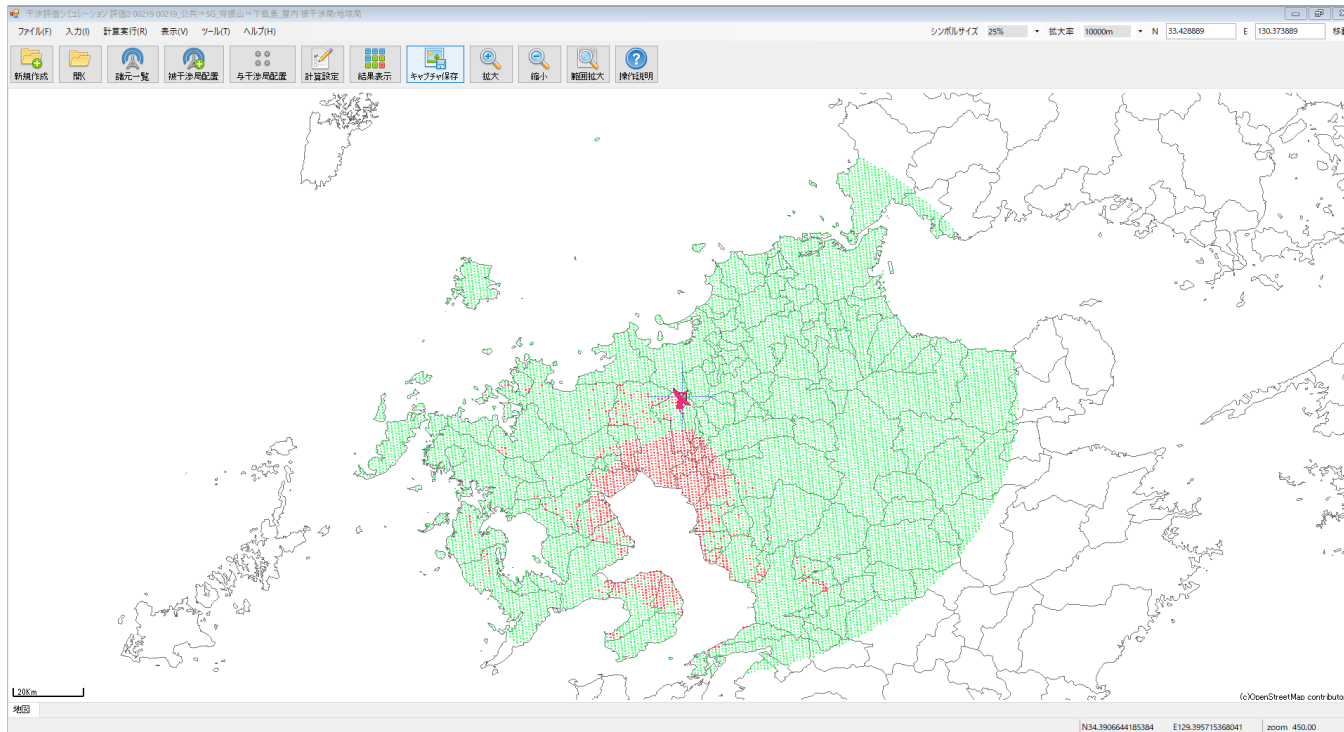 干渉評価シミュレーション 評価2 00219 00219_公共⇒5G_背振山⇒下甑島_屋内 被干渉局:地球局
ファイル(F) 入力(I) 計算実行(R) 表示(V) ツール(T) ヘルプ(H) シンボルサイズ 25% 拡大率 10000m N 33.428889 E 130.373889 移動
新規作成 開く 諸元一覧 被干渉局配置 与干渉局配置 計算設定 結果表示 キャプチャ保存 拡大 縮小 範囲拡大 操作説明
20Km
(c)OpenStreetMap contributor
地図
N34.3906644185384 E129.395715368041 zoom 450.00